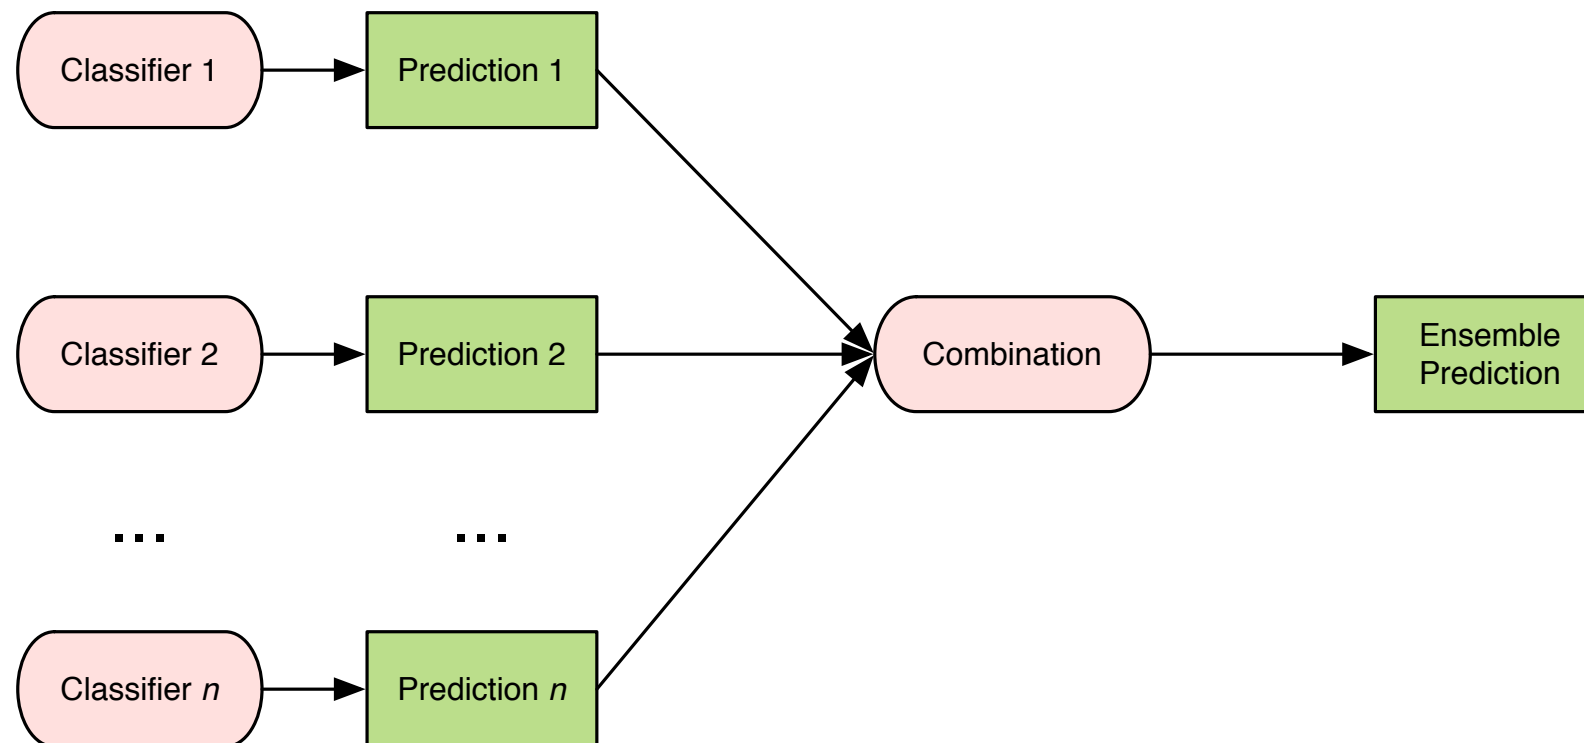 Classifier 1
Prediction 1
Classifier 2
Prediction 2
Combination
Ensemble
Prediction
...
...
Classifier n
Prediction n